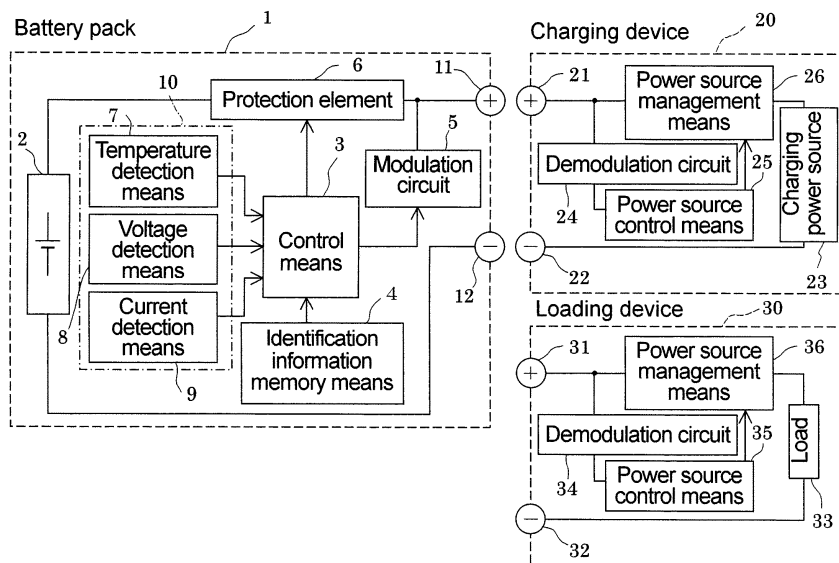 Battery pack
1
10
7
6
11
Protection element
+
2
Temperature
detection
means
3
5
Modulation
circuit
Voltage
detection
means
Control
means
−
12
8
Current
detection
means
9
4
Identification
information
memory means
Charging device
20
21
26
+
Power source
management
means
Demodulation circuit
25
24
Power source
control means
Charging
power source
−
22
23
Loading device
30
31
36
+
Power source
management
means
Demodulation circuit
35
34
Power source
control means
Load
33
−
32